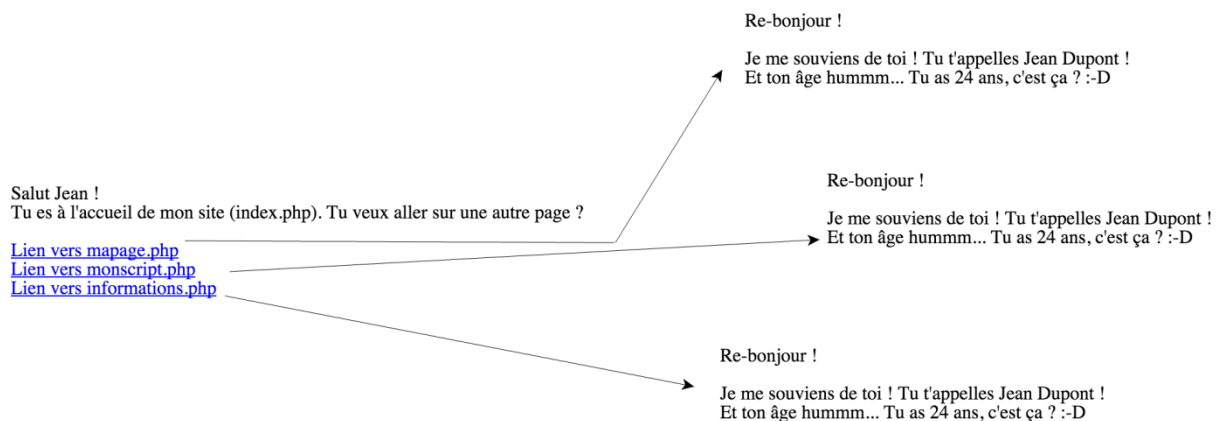 Re-bonjour !
Je me souviens de toi ! Tu t'appelles Jean Dupont !
Et ton âge hummm... Tu as 24 ans, c'est ça ? :-D
Salut Jean !
Tu es à l'accueil de mon site (index.php). Tu veux aller sur une autre page ?
Lien vers mapage.php
Lien vers monscript.php
Lien vers informations.php
Re-bonjour !
Je me souviens de toi ! Tu t'appelles Jean Dupont !
Et ton âge hummm... Tu as 24 ans, c'est ça ? :-D
Re-bonjour !
Je me souviens de toi ! Tu t'appelles Jean Dupont !
Et ton âge hummm... Tu as 24 ans, c'est ça ? :-D